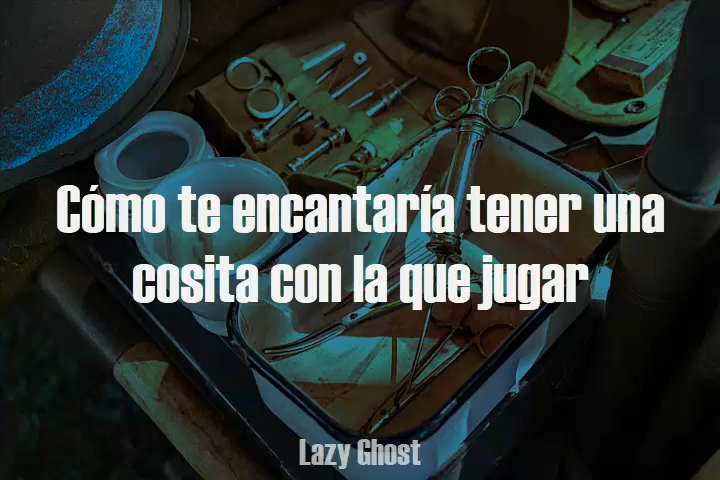 Cómo te encantaría tener una
cosita con la que jugar
Lazy Ghost